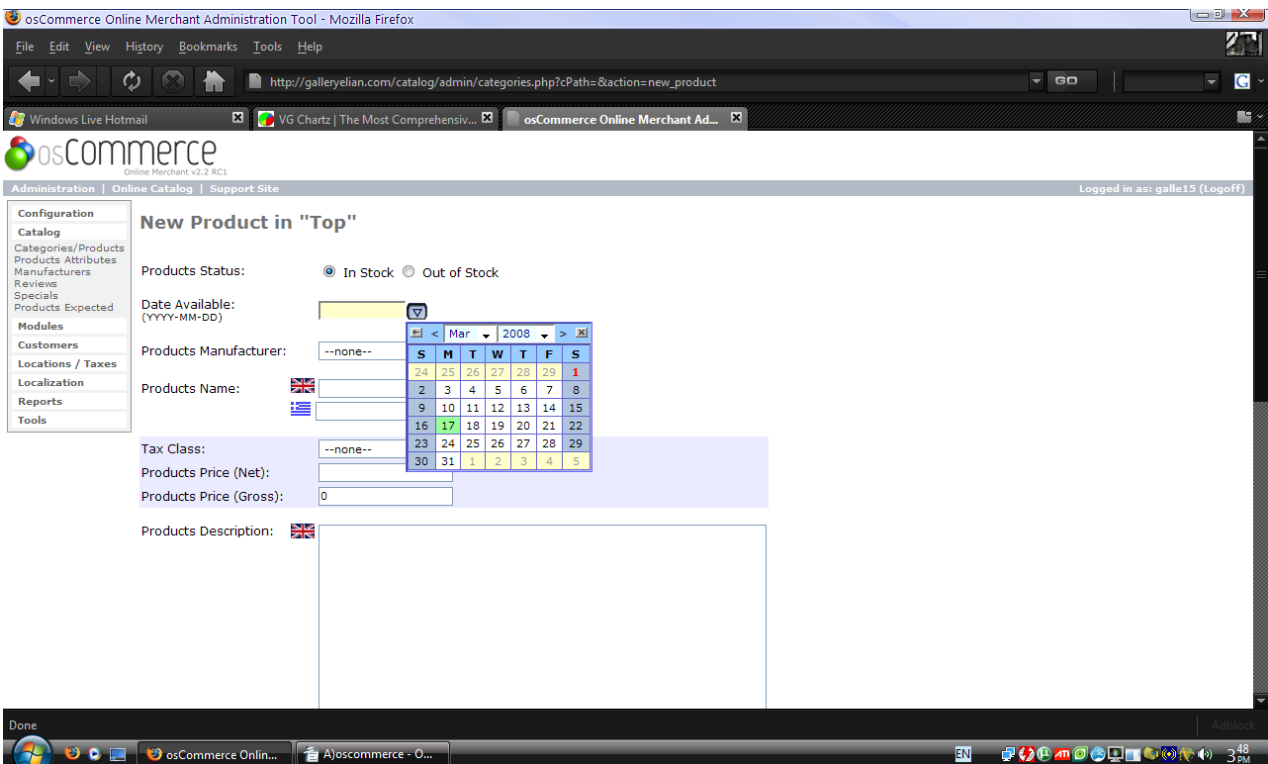 osCommerce Online Merchant Administration Tool - Mozilla Firefox
File Edit View History Bookmarks Tools Help
http://galleryelian.com/catalog/admin/categories.php?cPath=&action=new_product GO G
Windows Live Hotmail VG Chartz | The Most Comprehensiv... osCommerce Online Merchant Ad...
osCommerce
Online Merchant v2.2 RC1
Administration | Online Catalog | Support Site Logged in as: galle15 (Logoff)
Configuration
Catalog
Categories/Products
Products Attributes
Manufacturers
Reviews
Specials
Products Expected
Modules
Customers
Locations / Taxes
Localization
Reports
Tools
New Product in "Top"
Products Status: In Stock Out of Stock
Date Available:
(YYYY-MM-DD)
< Mar 2008 >
S M T W T F S
24 25 26 27 28 29 1
2 3 4 5 6 7 8
9 10 11 12 13 14 15
16 17 18 19 20 21 22
23 24 25 26 27 28 29
30 31 1 2 3 4 5
Products Manufacturer: --none--
Products Name:
Tax Class: --none--
Products Price (Net):
Products Price (Gross): 0
Products Description:
Done Adblock
osCommerce Onlin... A)oscommerce - O... EN ATI 3 48 PM